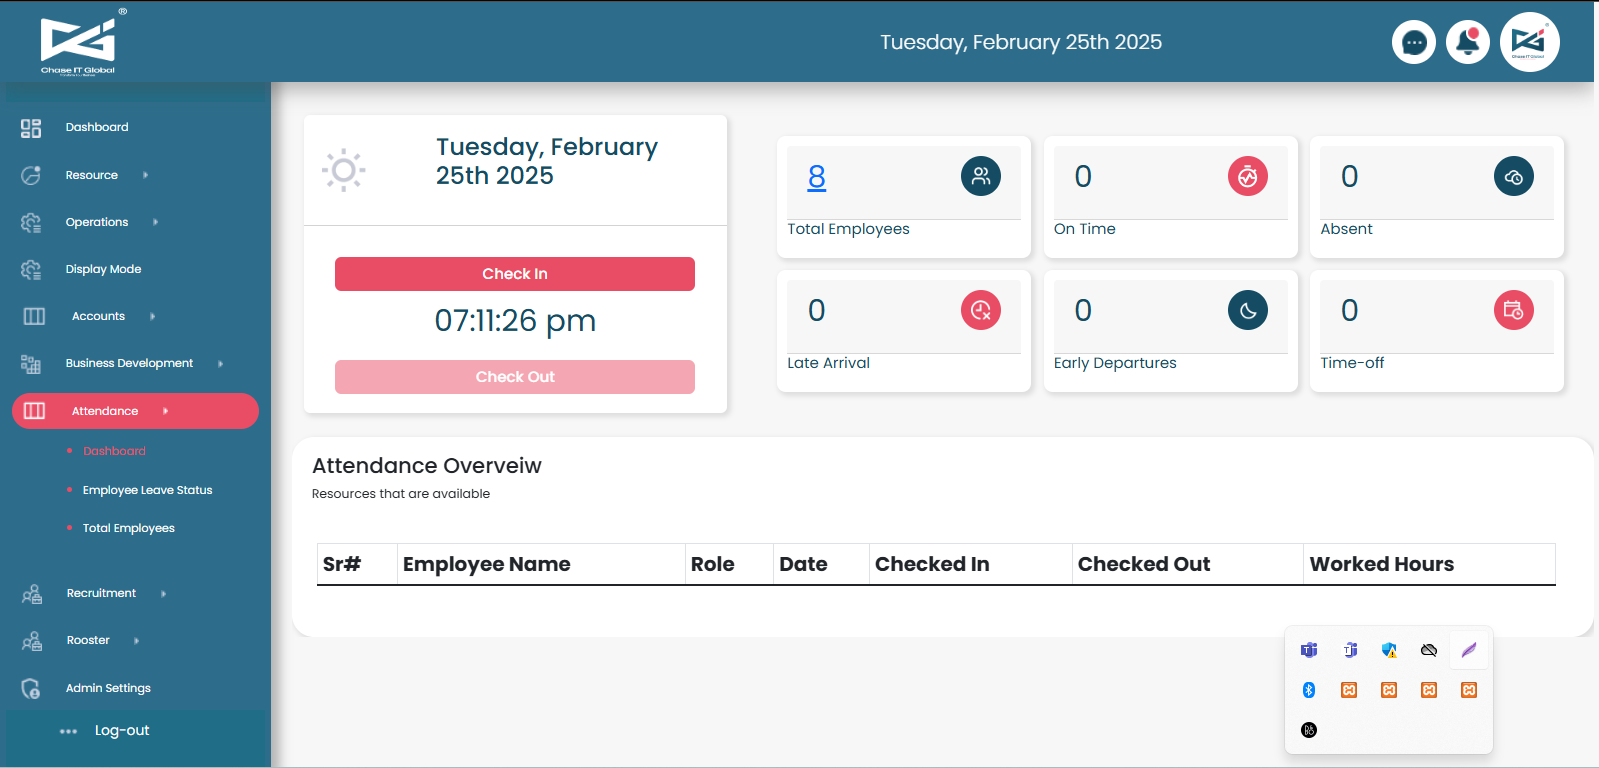 ®
Chase IT Global
Tuesday, February 25th 2025
Chase IT Global
Dashboard
Resource
Operations
Display Mode
Accounts
Business Development
Attendance
Dashboard
Employee Leave Status
Total Employees
Recruitment
Rooster
Admin Settings
Log-out
Tuesday, February
25th 2025
Check In
07:11:26 pm
Check Out
8
Total Employees
0
On Time
0
Absent
0
Late Arrival
0
Early Departures
0
Time-off
Attendance Overveiw
Resources that are available
Sr# Employee Name Role Date Checked In Checked Out Worked Hours